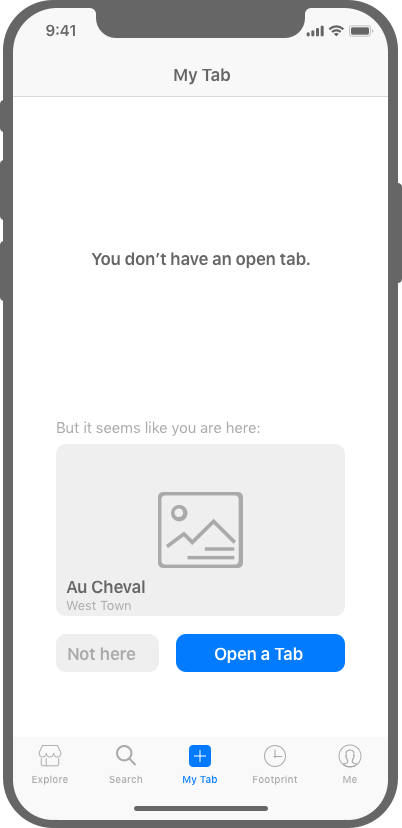 9:41
My Tab
You don’t have an open tab.
But it seems like you are here:
Au Cheval
West Town
Not here
Open a Tab
Explore
Search
My Tab
Footprint
Me